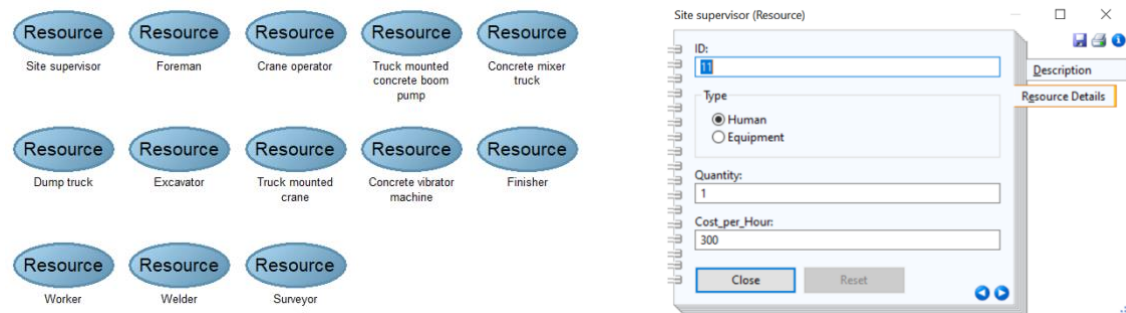 Resource Resource Resource Resource Resource
Site supervisor Foreman Crane operator Truck mounted concrete boom pump Concrete mixer truck
Resource Resource Resource Resource Resource
Dump truck Excavator Truck mounted crane Concrete vibrator machine Finisher
Resource Resource Resource
Worker Welder Surveyor
Site supervisor (Resource)
ID:
11
Description
Resource Details
Type
Human
Equipment
Quantity:
1
Cost_per_Hour:
300
Close Reset